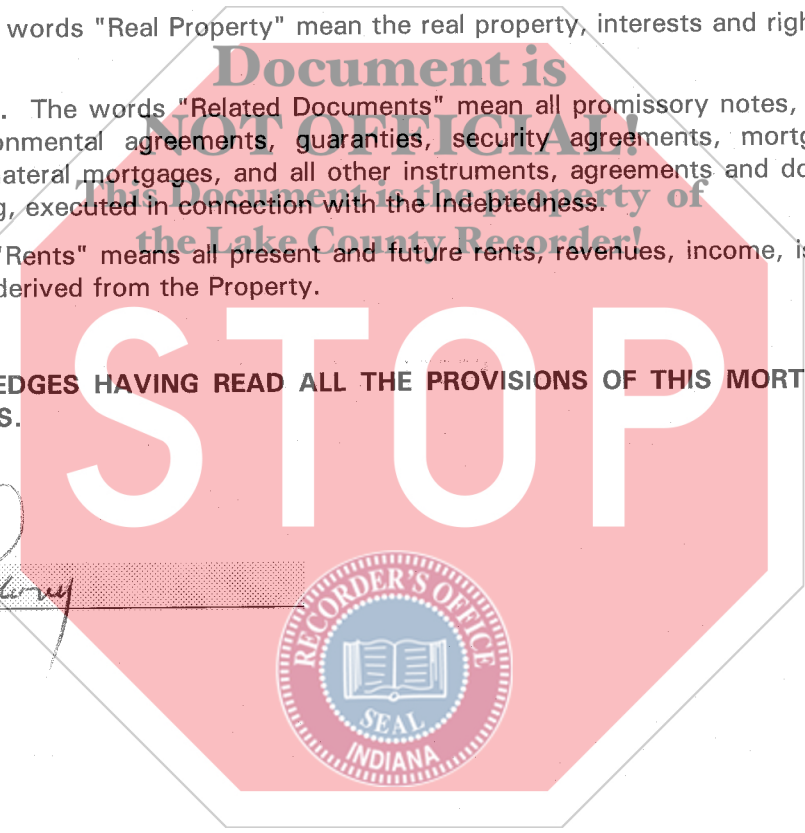 words "Real Property" mean the real property, interests and righ
Document is
. The words "Related Documents" mean all promissory notes,
NOT OFFICIAL!
onmental agreements, guaranties, security agreements, mortg
ateral mortgages, and all other instruments, agreements and do
This Document is the property of
g, executed in connection with the Indebtedness.
the Lake County Recorder!
"Rents" means all present and future rents, revenues, income, is
derived from the Property.
EDGES HAVING READ ALL THE PROVISIONS OF THIS MORT
S.
STOP
RECORDER'S OFFICE
SEAL
INDIANA